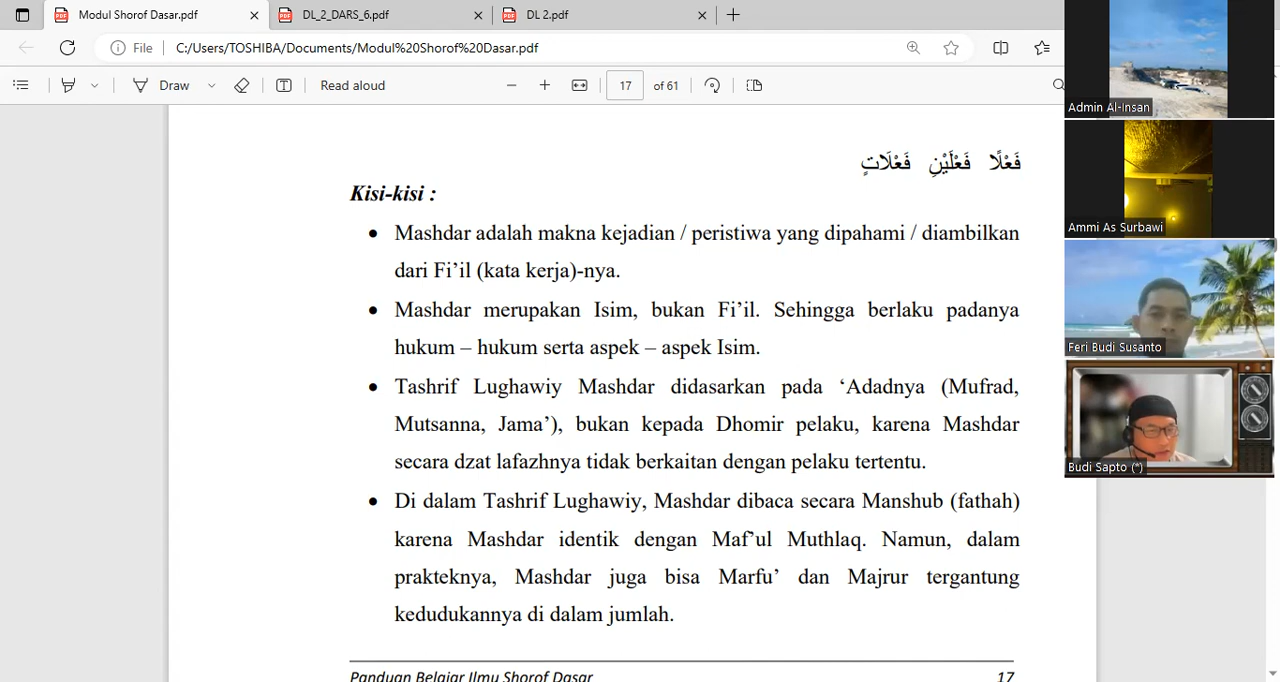 Modul Shorof Dasar.pdf
DL_2_DARS_6.pdf
DL 2.pdf
File
C:/Users/TOSHIBA/Documents/Modul%20Shorof%20Dasar.pdf
Draw
Read aloud
17
of 61
فَعْلًا فَعْلَيْنِ فَعْلَاتٍ
Kisi-kisi :
• Mashdar adalah makna kejadian / peristiwa yang dipahami / diambilkan
dari Fi’il (kata kerja)-nya.
• Mashdar merupakan Isim, bukan Fi’il. Sehingga berlaku padanya
hukum – hukum serta aspek – aspek Isim.
• Tashrif Lughawiy Mashdar didasarkan pada ‘Adadnya (Mufrad,
Mutsanna, Jama’), bukan kepada Dhomir pelaku, karena Mashdar
secara dzat lafazhnya tidak berkaitan dengan pelaku tertentu.
• Di dalam Tashrif Lughawiy, Mashdar dibaca secara Manshub (fathah)
karena Mashdar identik dengan Maf’ul Muthlaq. Namun, dalam
prakteknya, Mashdar juga bisa Marfu’ dan Majrur tergantung
kedudukannya di dalam jumlah.
Panduan Belajar Ilmu Shorof Dasar
17
Admin Al-Insan
Ammi As Surbawi
Feri Budi Susanto
Budi Sapto (*)